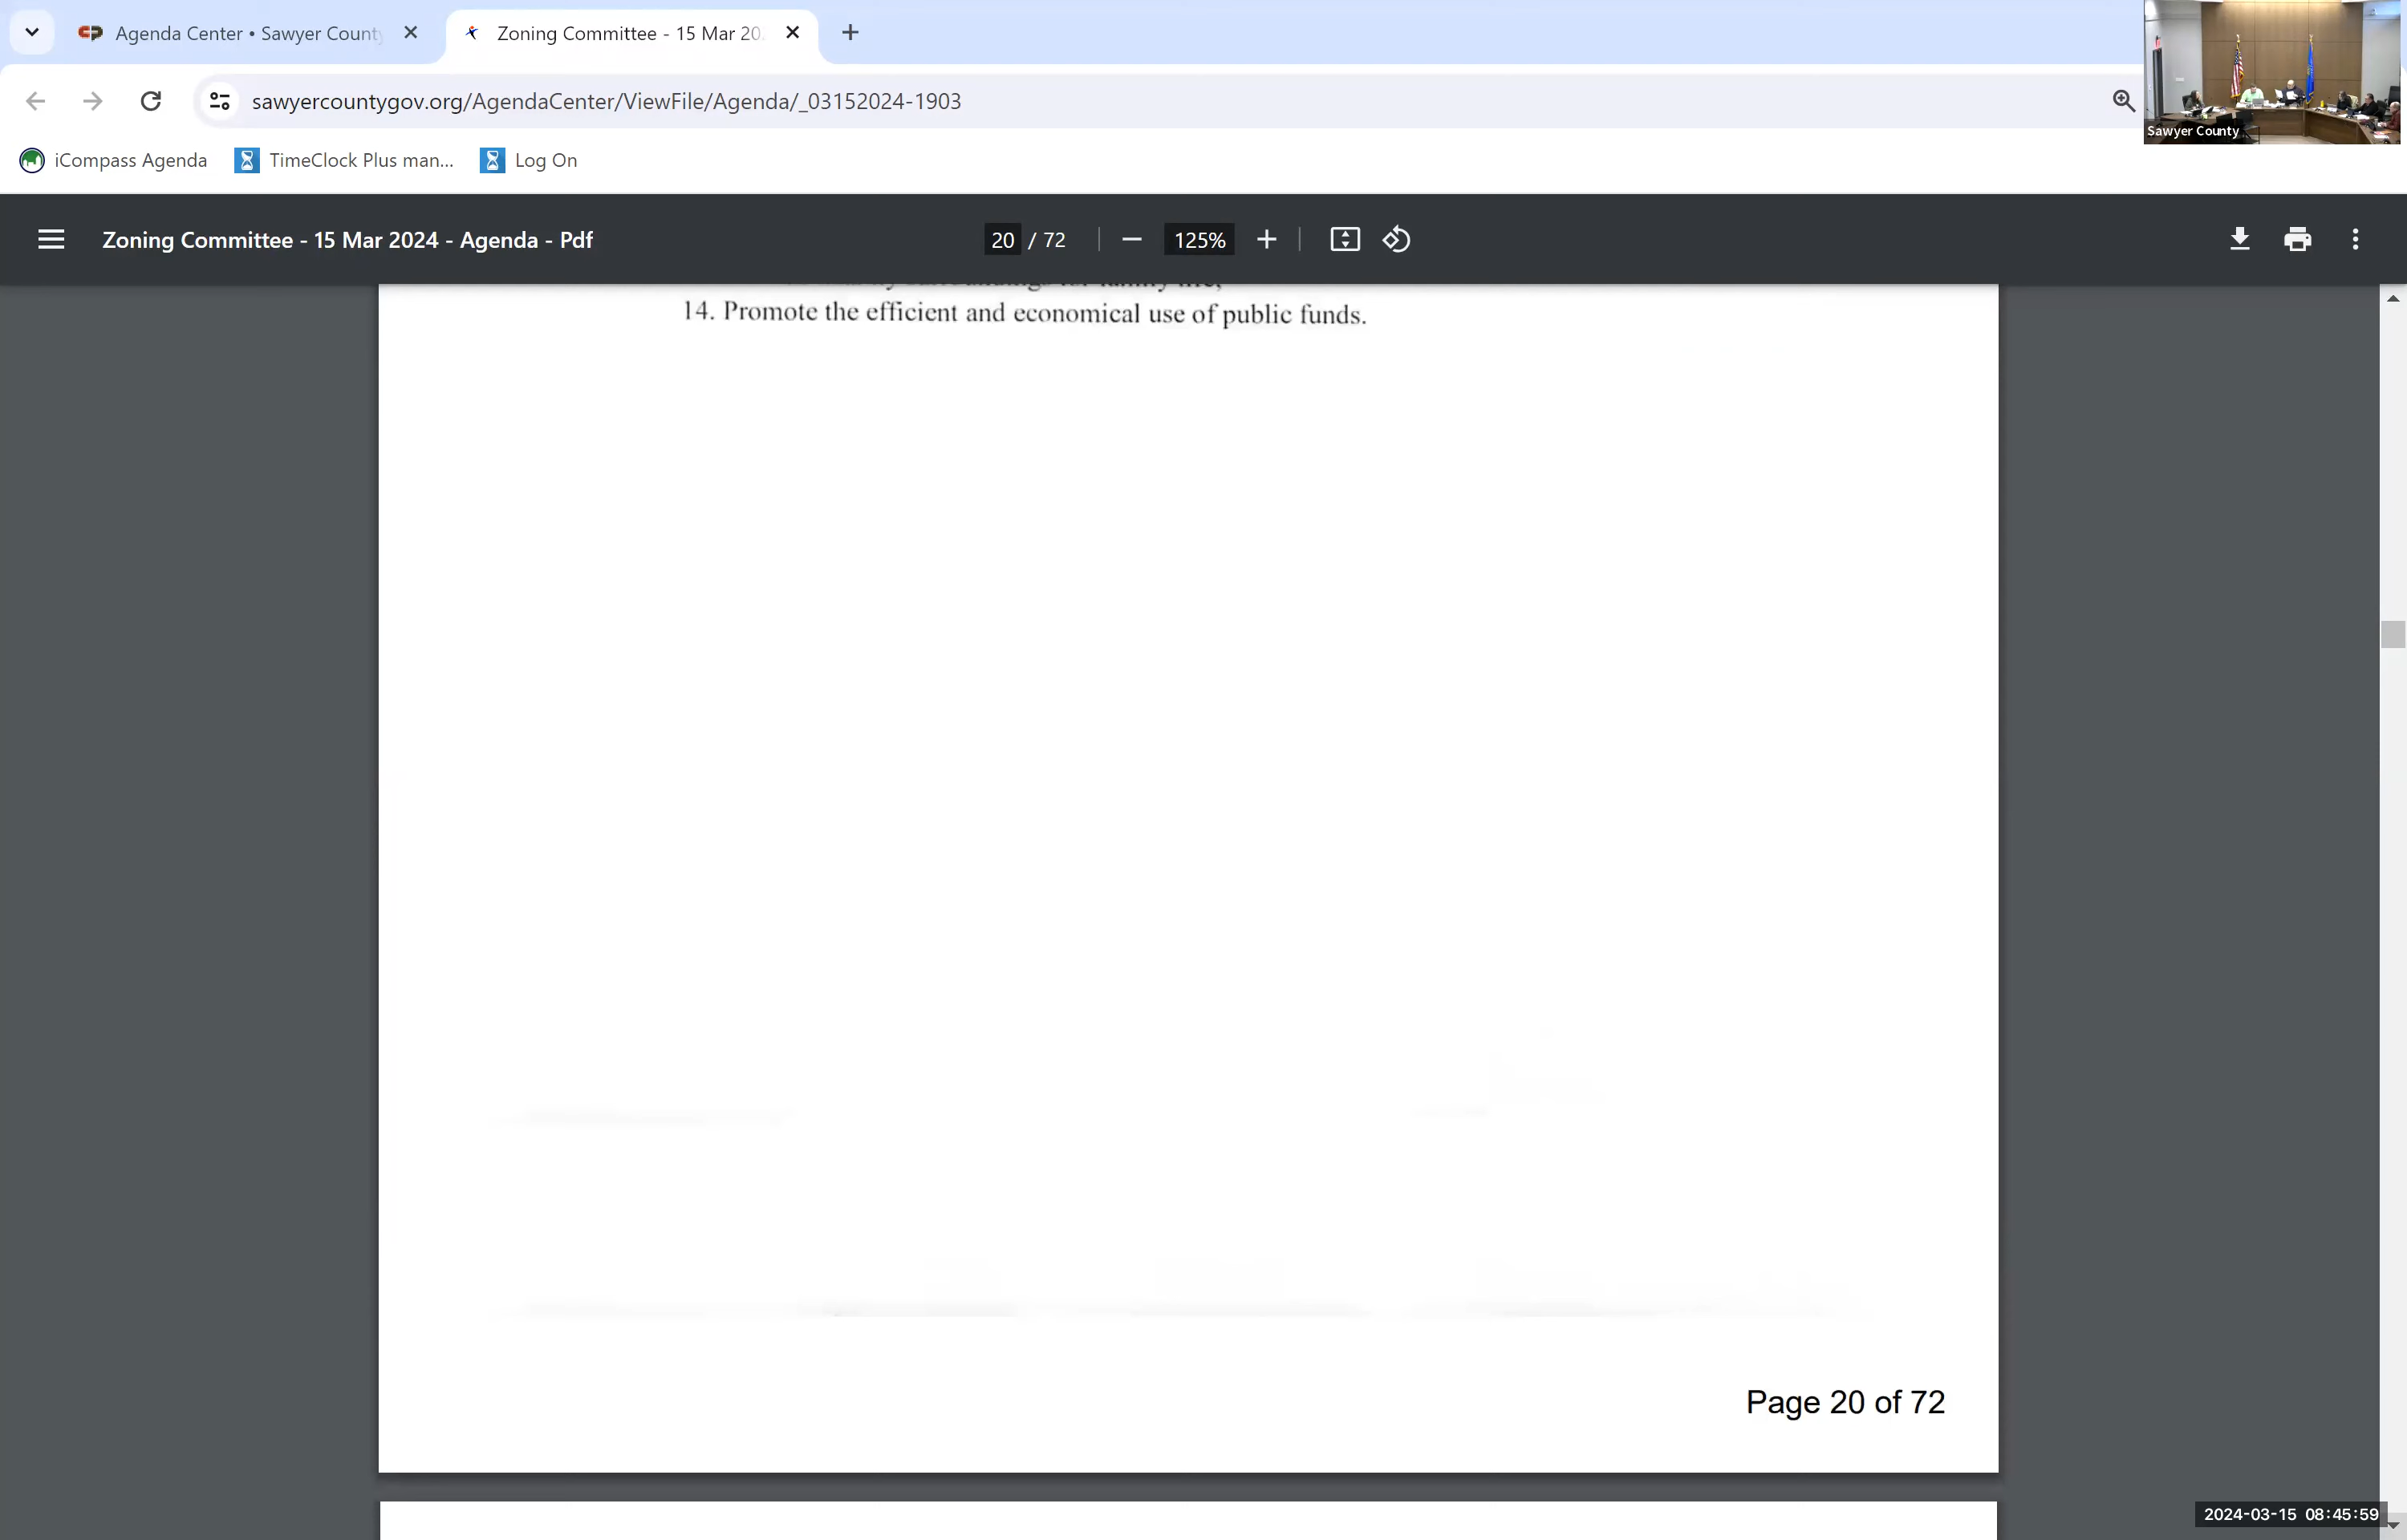 Agenda Center • Sawyer County
Zoning Committee - 15 Mar 20
sawyercountygov.org/AgendaCenter/ViewFile/Agenda/_03152024-1903
Sawyer County
iCompass Agenda
TimeClock Plus man...
Log On
Zoning Committee - 15 Mar 2024 - Agenda - Pdf
20 / 72
125%
14. Promote the efficient and economical use of public funds.
Page 20 of 72
2024-03-15 08:45:59